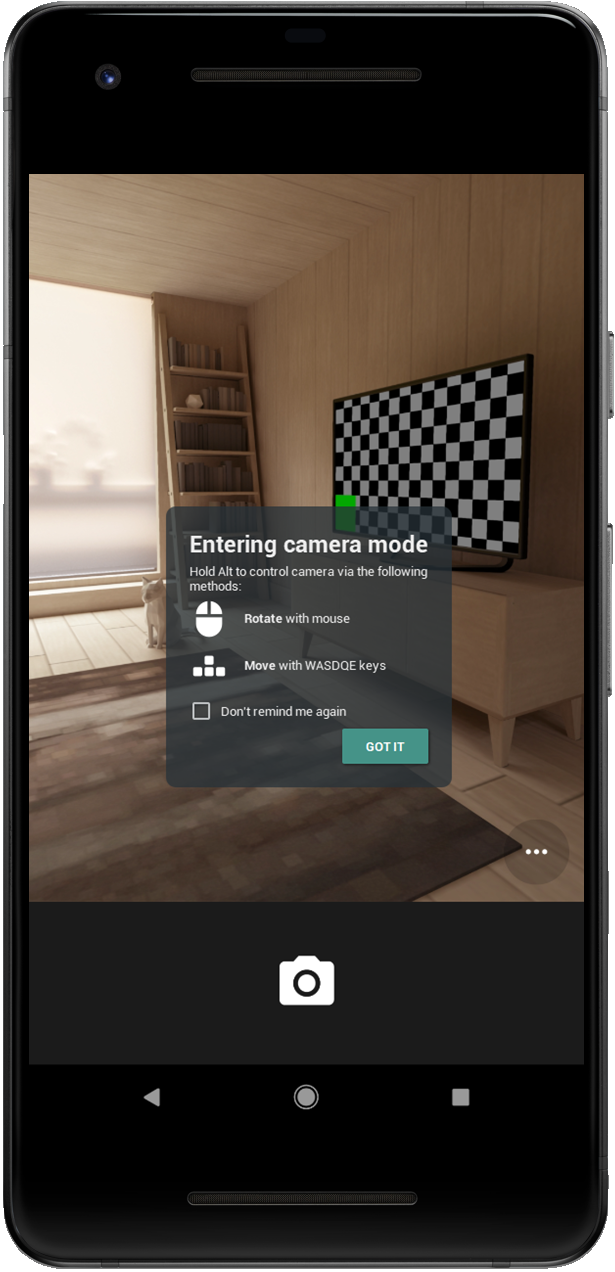 Entering camera mode
Hold Alt to control camera via the following
methods:
Rotate with mouse
Move with WASDQE keys
Don't remind me again
GOT IT